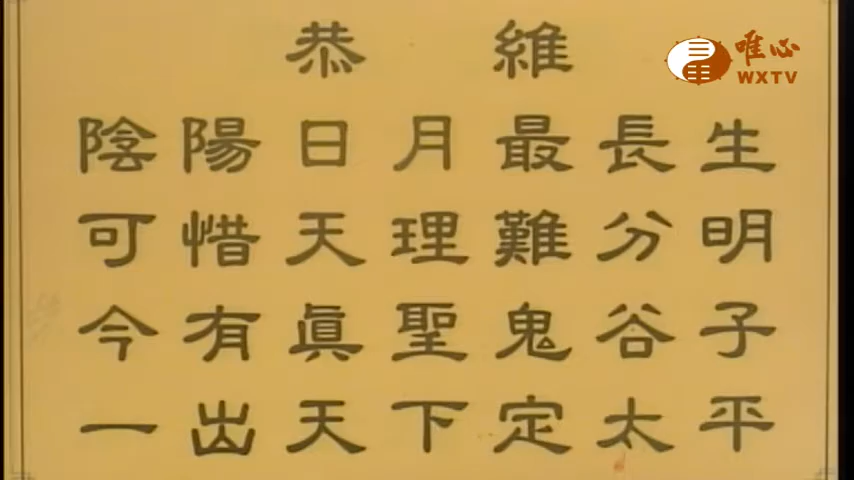 恭維
陰陽日月最長生
可惜天理難分明
今有眞聖鬼谷子
一出天下定太平
唯心
WXTV